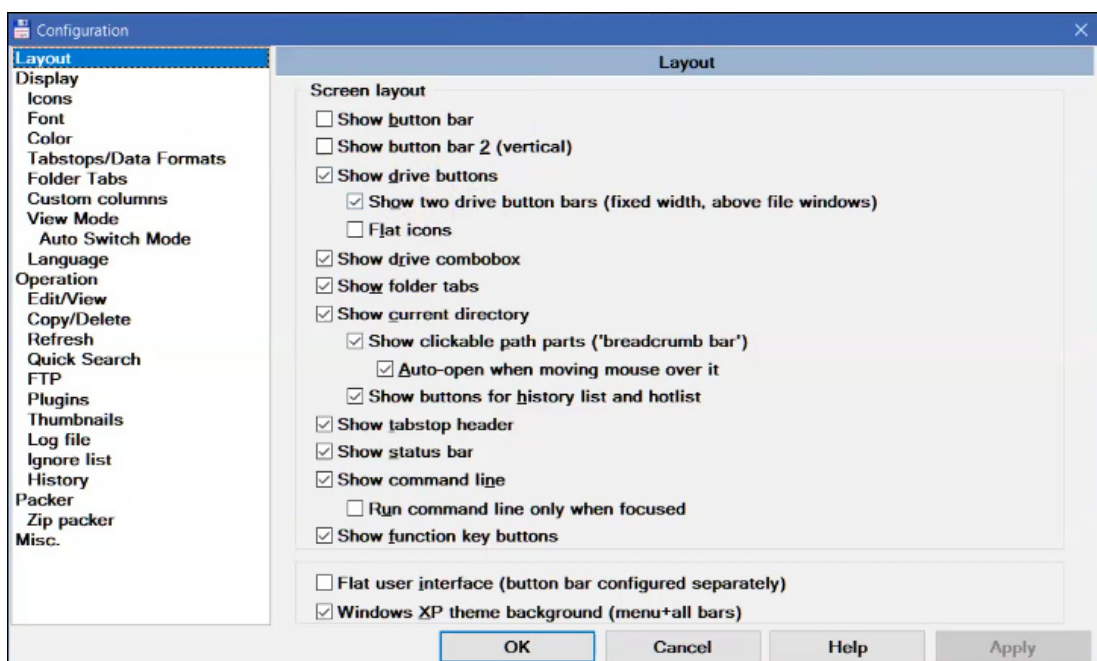 Configuration
Layout
Display
Icons
Font
Color
Tabstops/Data Formats
Folder Tabs
Custom columns
View Mode
Auto Switch Mode
Language
Operation
Edit/View
Copy/Delete
Refresh
Quick Search
FTP
Plugins
Thumbnails
Log file
Ignore list
History
Packer
Zip packer
Misc.
Layout
Screen layout
Show button bar
Show button bar 2 (vertical)
Show drive buttons
Show two drive button bars (fixed width, above file windows)
Flat icons
Show drive combobox
Show folder tabs
Show current directory
Show clickable path parts ('breadcrumb bar')
Auto-open when moving mouse over it
Show buttons for history list and hotlist
Show tabstop header
Show status bar
Show command line
Run command line only when focused
Show function key buttons
Flat user interface (button bar configured separately)
Windows XP theme background (menu+all bars)
OK Cancel Help Apply